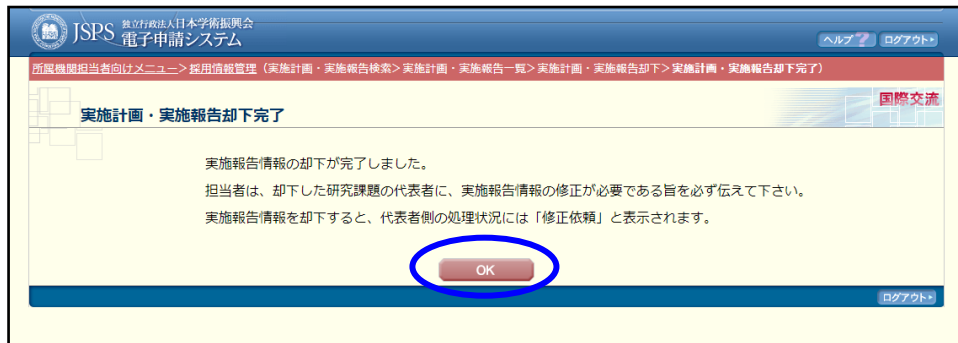 JSPS 独立行政法人日本学術振興会
電子申請システム
ヘルプ? ログアウト
所属機関担当者向けメニュー>採用情報管理（実施計画・実施報告検索>実施計画・実施報告一覧>実施計画・実施報告却下>実施計画・実施報告却下完了）
国際交流
実施計画・実施報告却下完了
実施報告情報の却下が完了しました。
担当者は、却下した研究課題の代表者に、実施報告情報の修正が必要である旨を必ず伝えて下さい。
実施報告情報を却下すると、代表者側の処理状況には「修正依頼」と表示されます。
OK
ログアウト